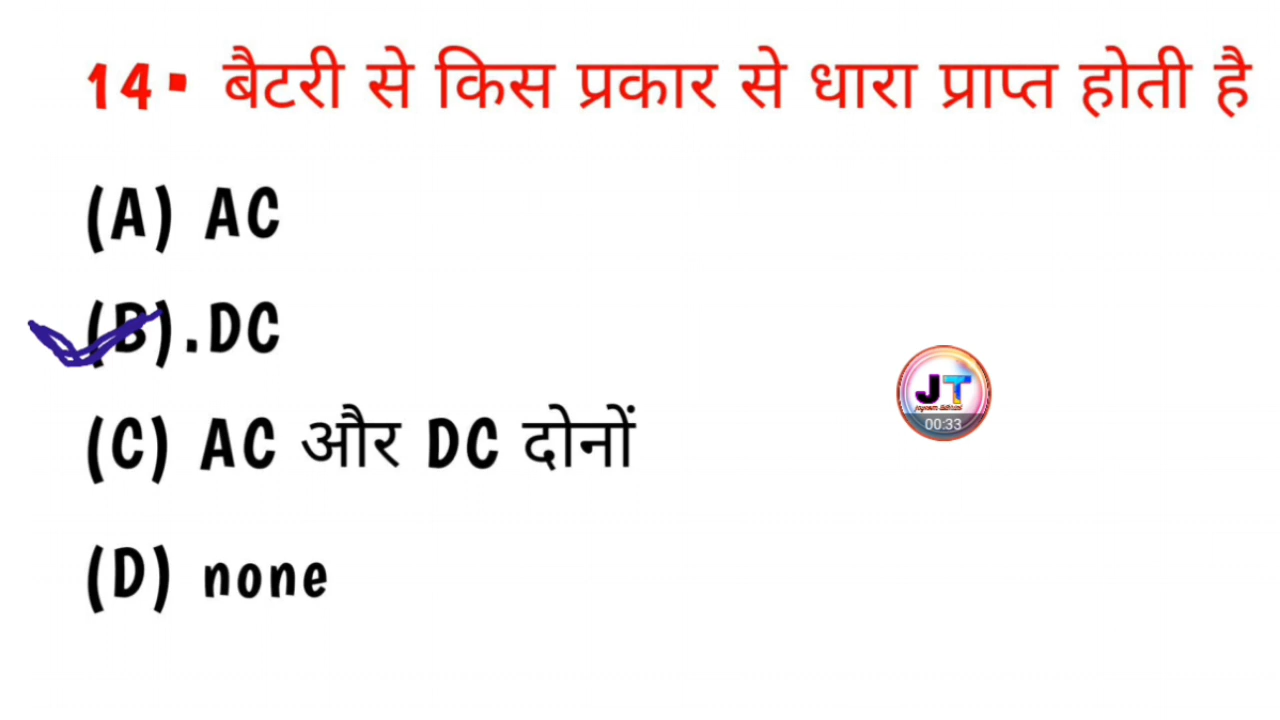 14▪ बैटरी से किस प्रकार से धारा प्राप्त होती है
(A) AC
(B).DC
(C) AC और DC दोनों
(D) none
JT
00:33